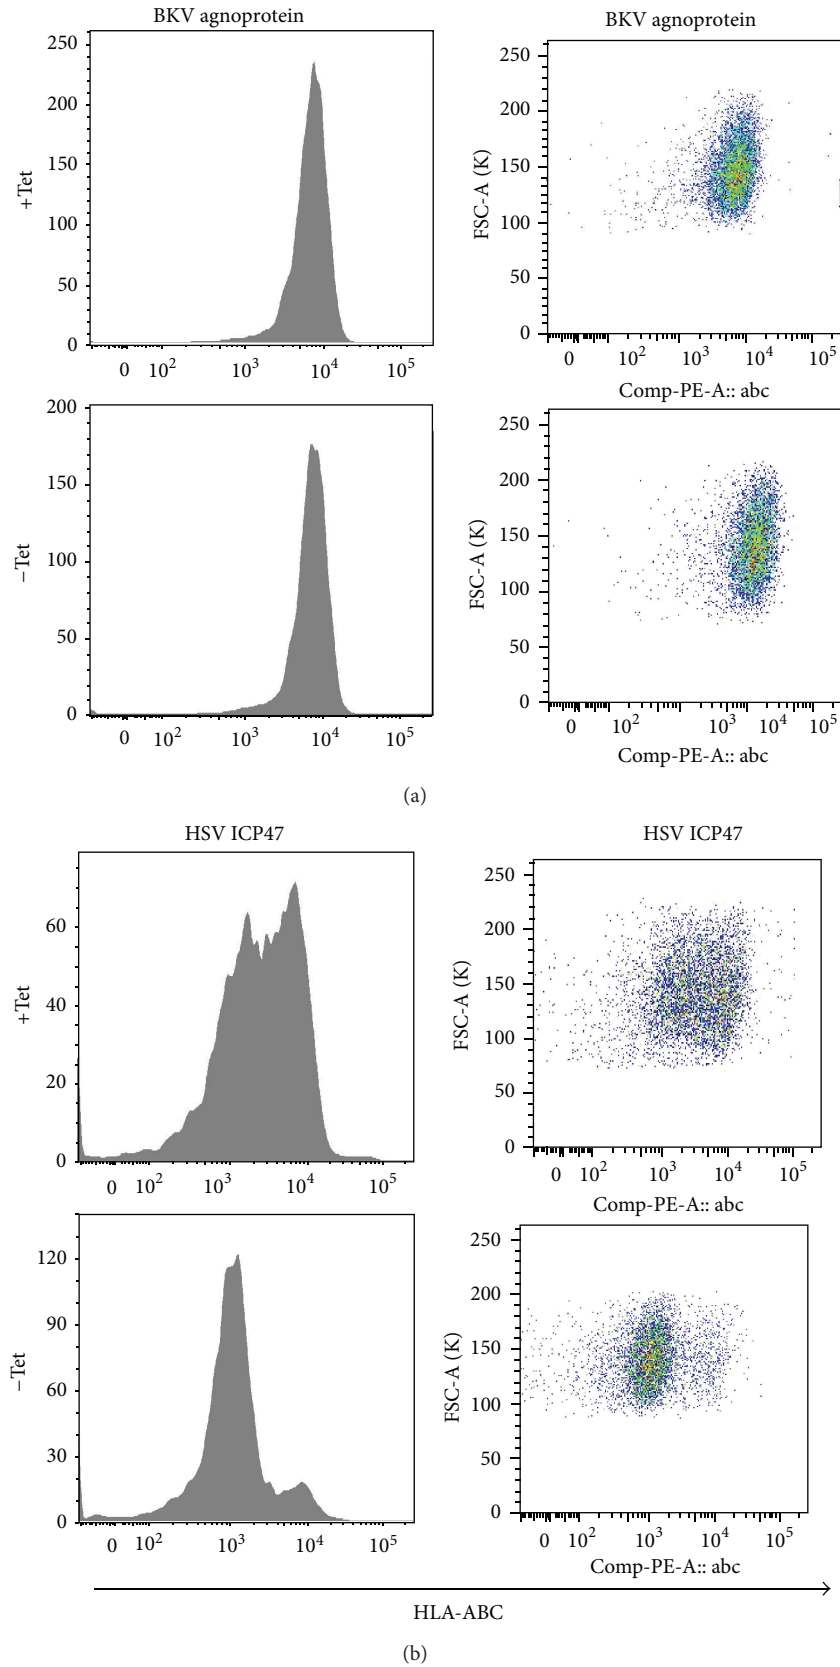 BKV agnoprotein
250
200
150
100
50
0
+Tet
0 10² 10³ 10⁴ 10⁵
BKV agnoprotein
250
200
150
100
50
0
FSC-A (K)
0 10² 10³ 10⁴ 10⁵
Comp-PE-A:: abc
200
150
100
50
0
−Tet
0 10² 10³ 10⁴ 10⁵
250
200
150
100
50
0
FSC-A (K)
0 10² 10³ 10⁴ 10⁵
Comp-PE-A:: abc
(a)
HSV ICP47
60
40
20
0
+Tet
0 10² 10³ 10⁴ 10⁵
HSV ICP47
250
200
150
100
50
0
FSC-A (K)
0 10² 10³ 10⁴ 10⁵
Comp-PE-A:: abc
120
90
60
30
0
−Tet
0 10² 10³ 10⁴ 10⁵
250
200
150
100
50
0
FSC-A (K)
0 10² 10³ 10⁴ 10⁵
Comp-PE-A:: abc
HLA-ABC
(b)